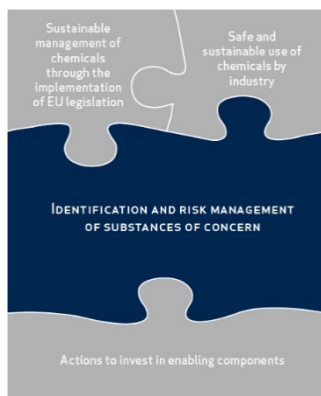 Sustainable
management of
chemicals
through the
implementation
of EU legislation
Safe and
sustainable use of
chemicals by
industry
IDENTIFICATION AND RISK MANAGEMENT
OF SUBSTANCES OF CONCERN
Actions to invest in enabling components